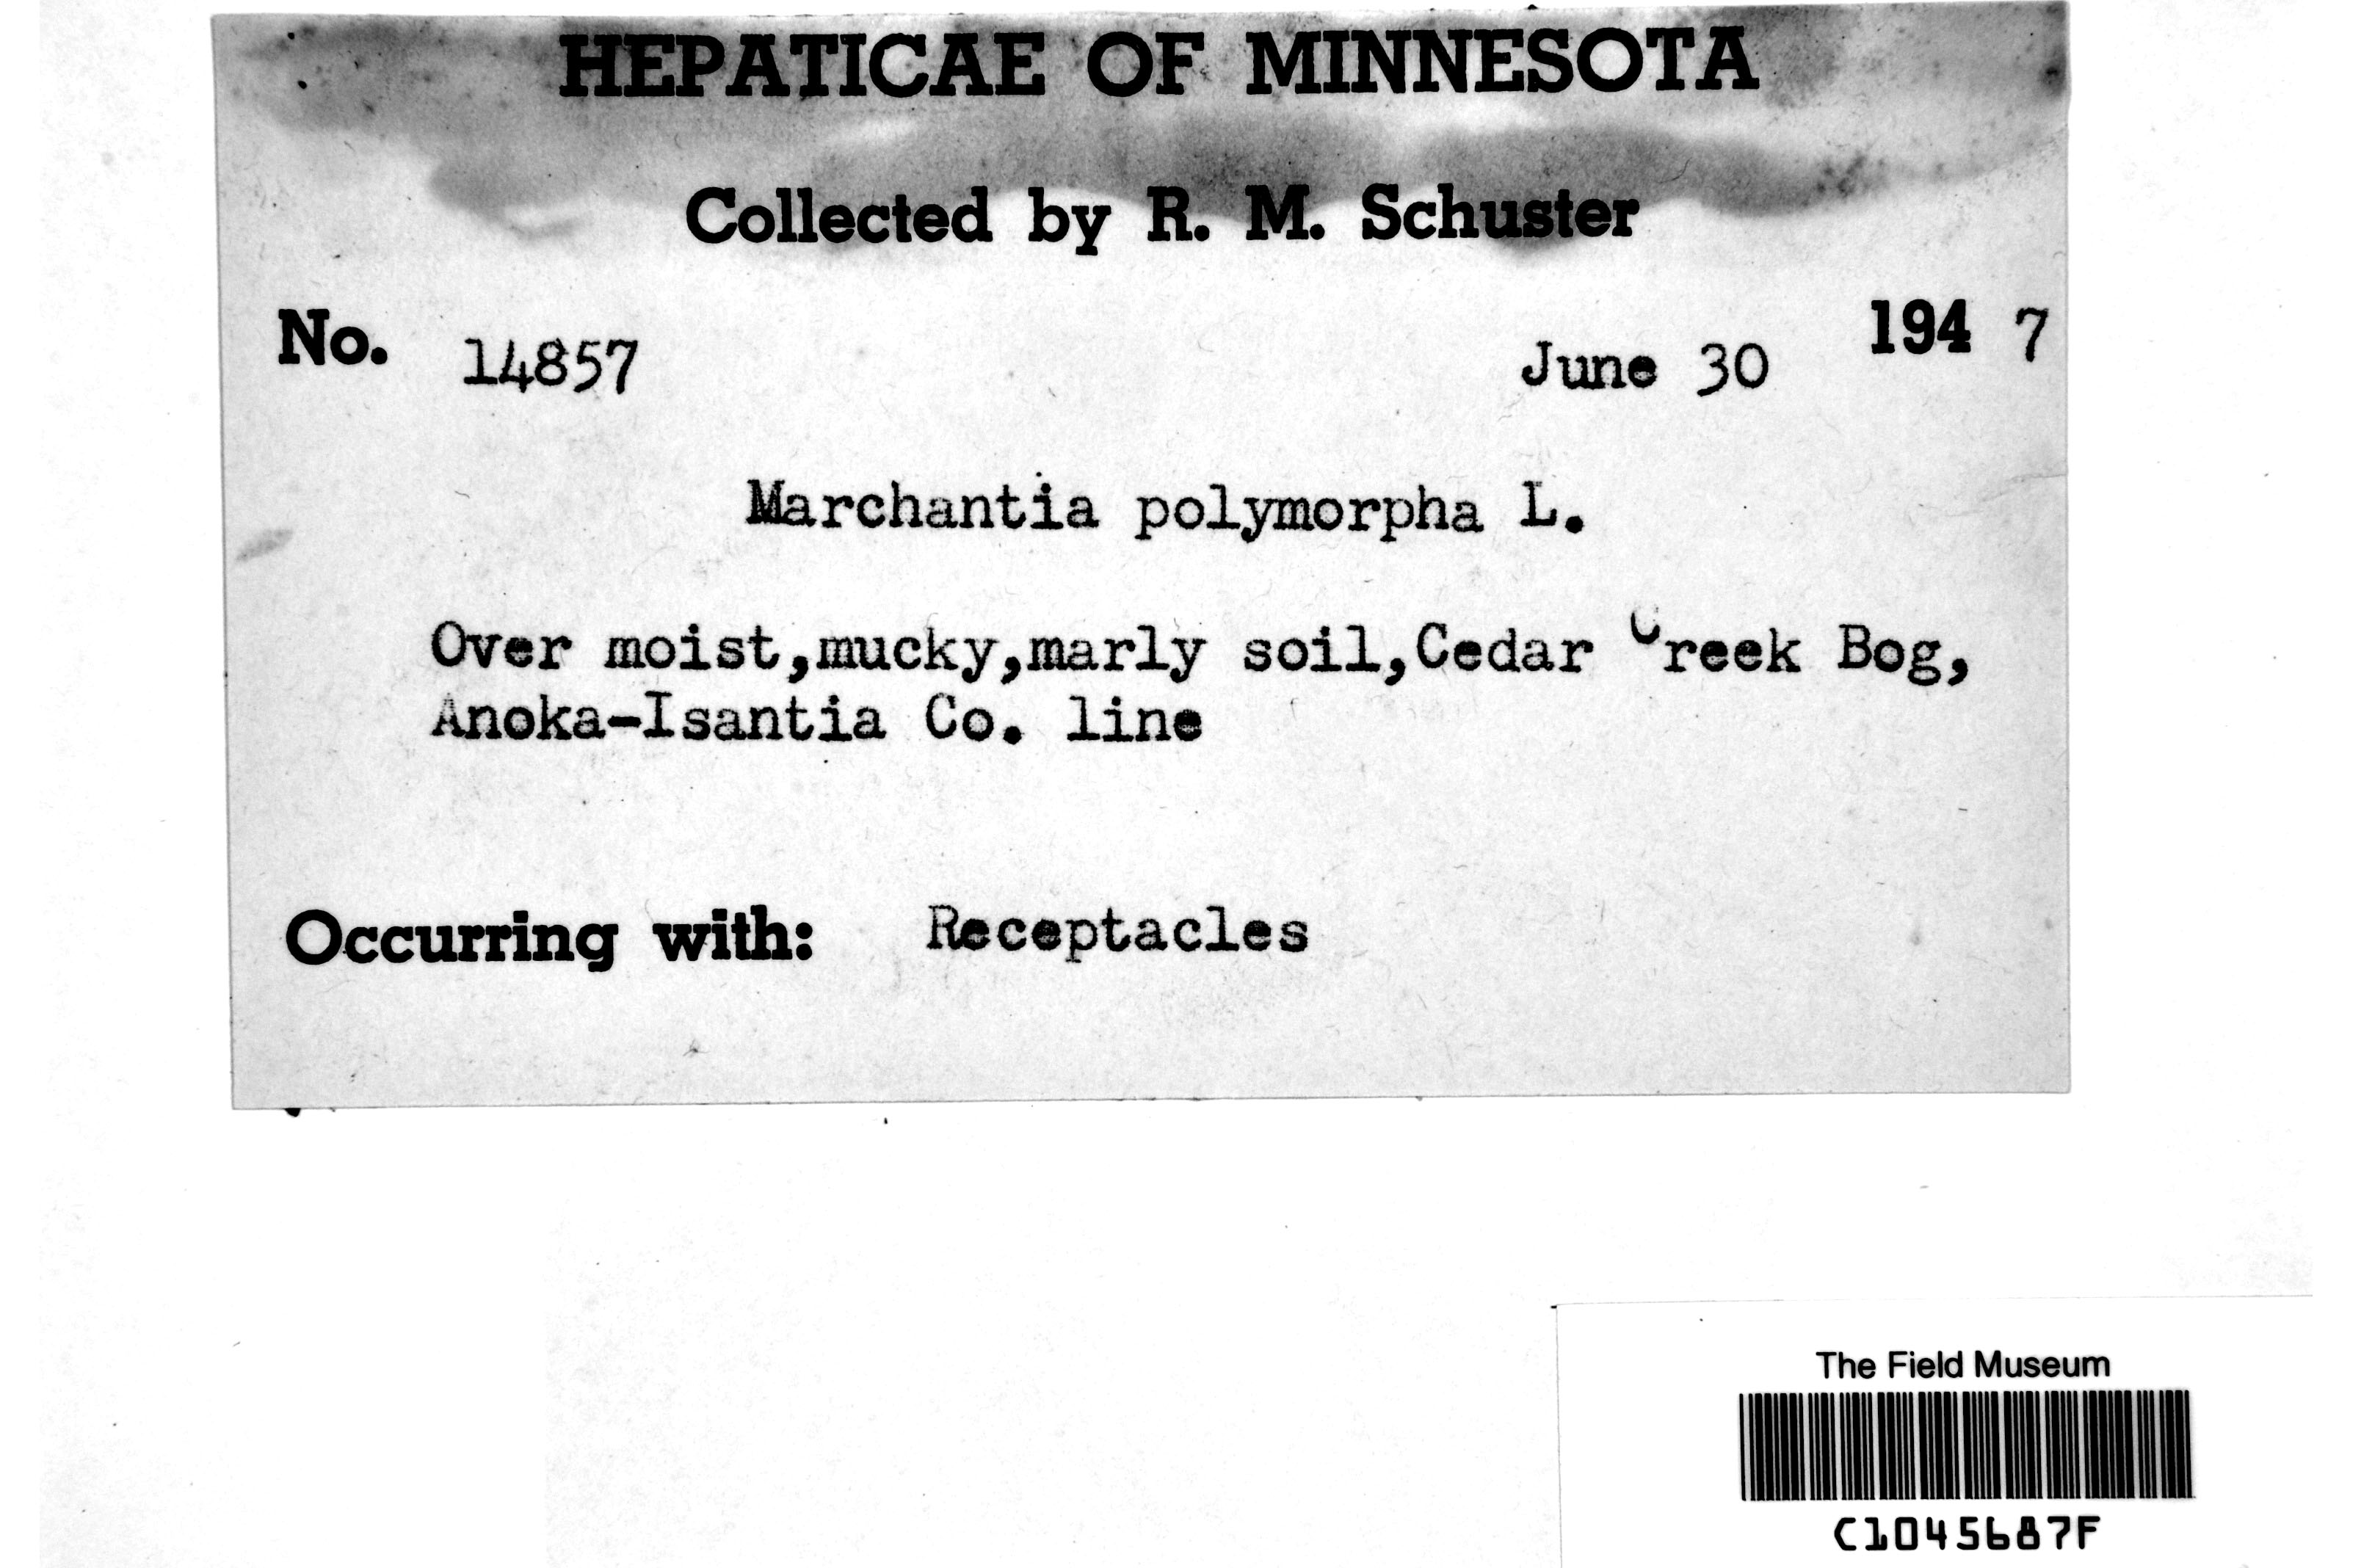 HEPATICAE OF MINNESOTA
Collected by R. M. Schuster
No. 14857 June 30 194 7
Marchantia polymorpha L.
Over moist,mucky,marly soil,Cedar Creek Bog,
Anoka-Isantia Co. line
Occurring with: Receptacles
The Field Museum
C1045687F